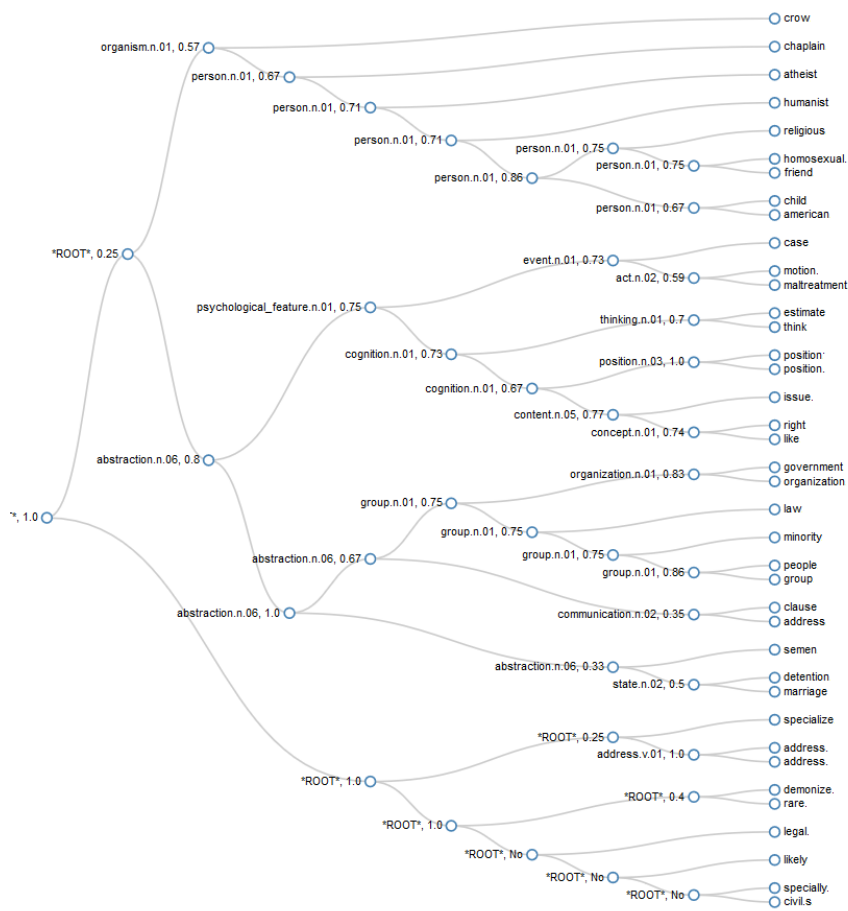 crow
organism.n.01, 0.57
chaplain
person.n.01, 0.67
atheist
person.n.01, 0.71
humanist
religious
person.n.01, 0.71
person.n.01, 0.75
homosexual.
person.n.01, 0.75
friend
person.n.01, 0.86
child
person.n.01, 0.67
american
case
*ROOT*, 0.25
event.n.01, 0.73
motion.
act.n.02, 0.59
maltreatment
psychological_feature.n.01, 0.75
estimate
thinking.n.01, 0.7
think
cognition.n.01, 0.73
position
position.n.03, 1.0
position.
cognition.n.01, 0.67
issue.
content.n.05, 0.77
right
concept.n.01, 0.74
like
abstraction.n.06, 0.8
government
organization.n.01, 0.83
organization
group.n.01, 0.75
law
*, 1.0
group.n.01, 0.75
minority
group.n.01, 0.75
abstraction.n.06, 0.67
people
group.n.01, 0.86
group
clause
abstraction.n.06, 1.0
communication.n.02, 0.35
address
semen
abstraction.n.06, 0.33
detention
state.n.02, 0.5
marriage
specialize
*ROOT*, 0.25
address.
address.v.01, 1.0
address.
*ROOT*, 1.0
demonize.
*ROOT*, 0.4
rare.
*ROOT*, 1.0
legal.
*ROOT*, No
likely
*ROOT*, No
specially.
*ROOT*, No
civil.s